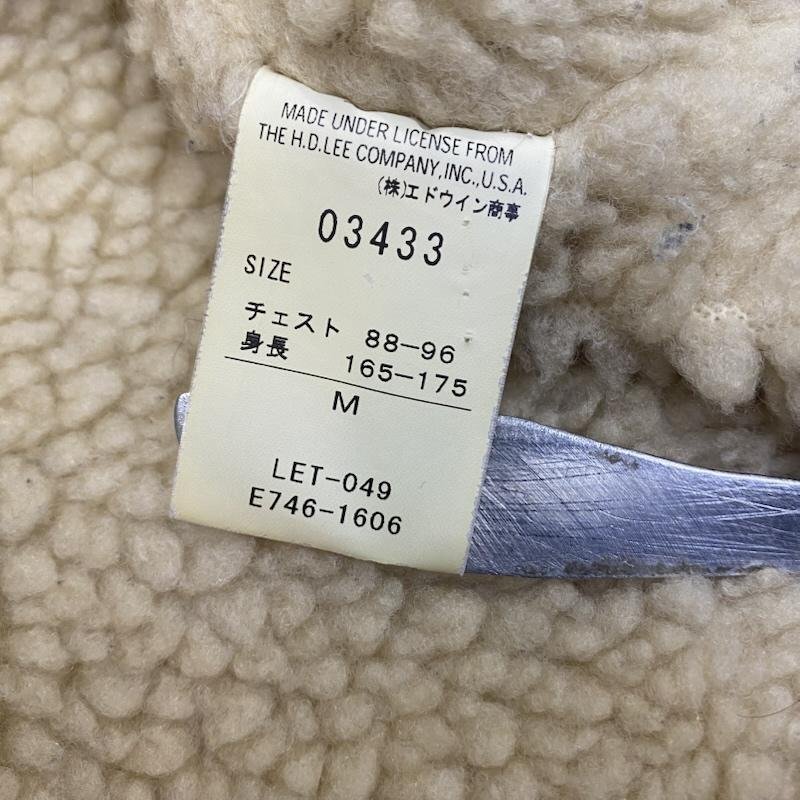 MADE UNDER LICENSE FROM
THE H.D.LEE COMPANY,INC.,U.S.A.
(株)エドウイン商事
03433
SIZE
チェスト 88-96
身長 165-175
M
LET-049
E746-1606